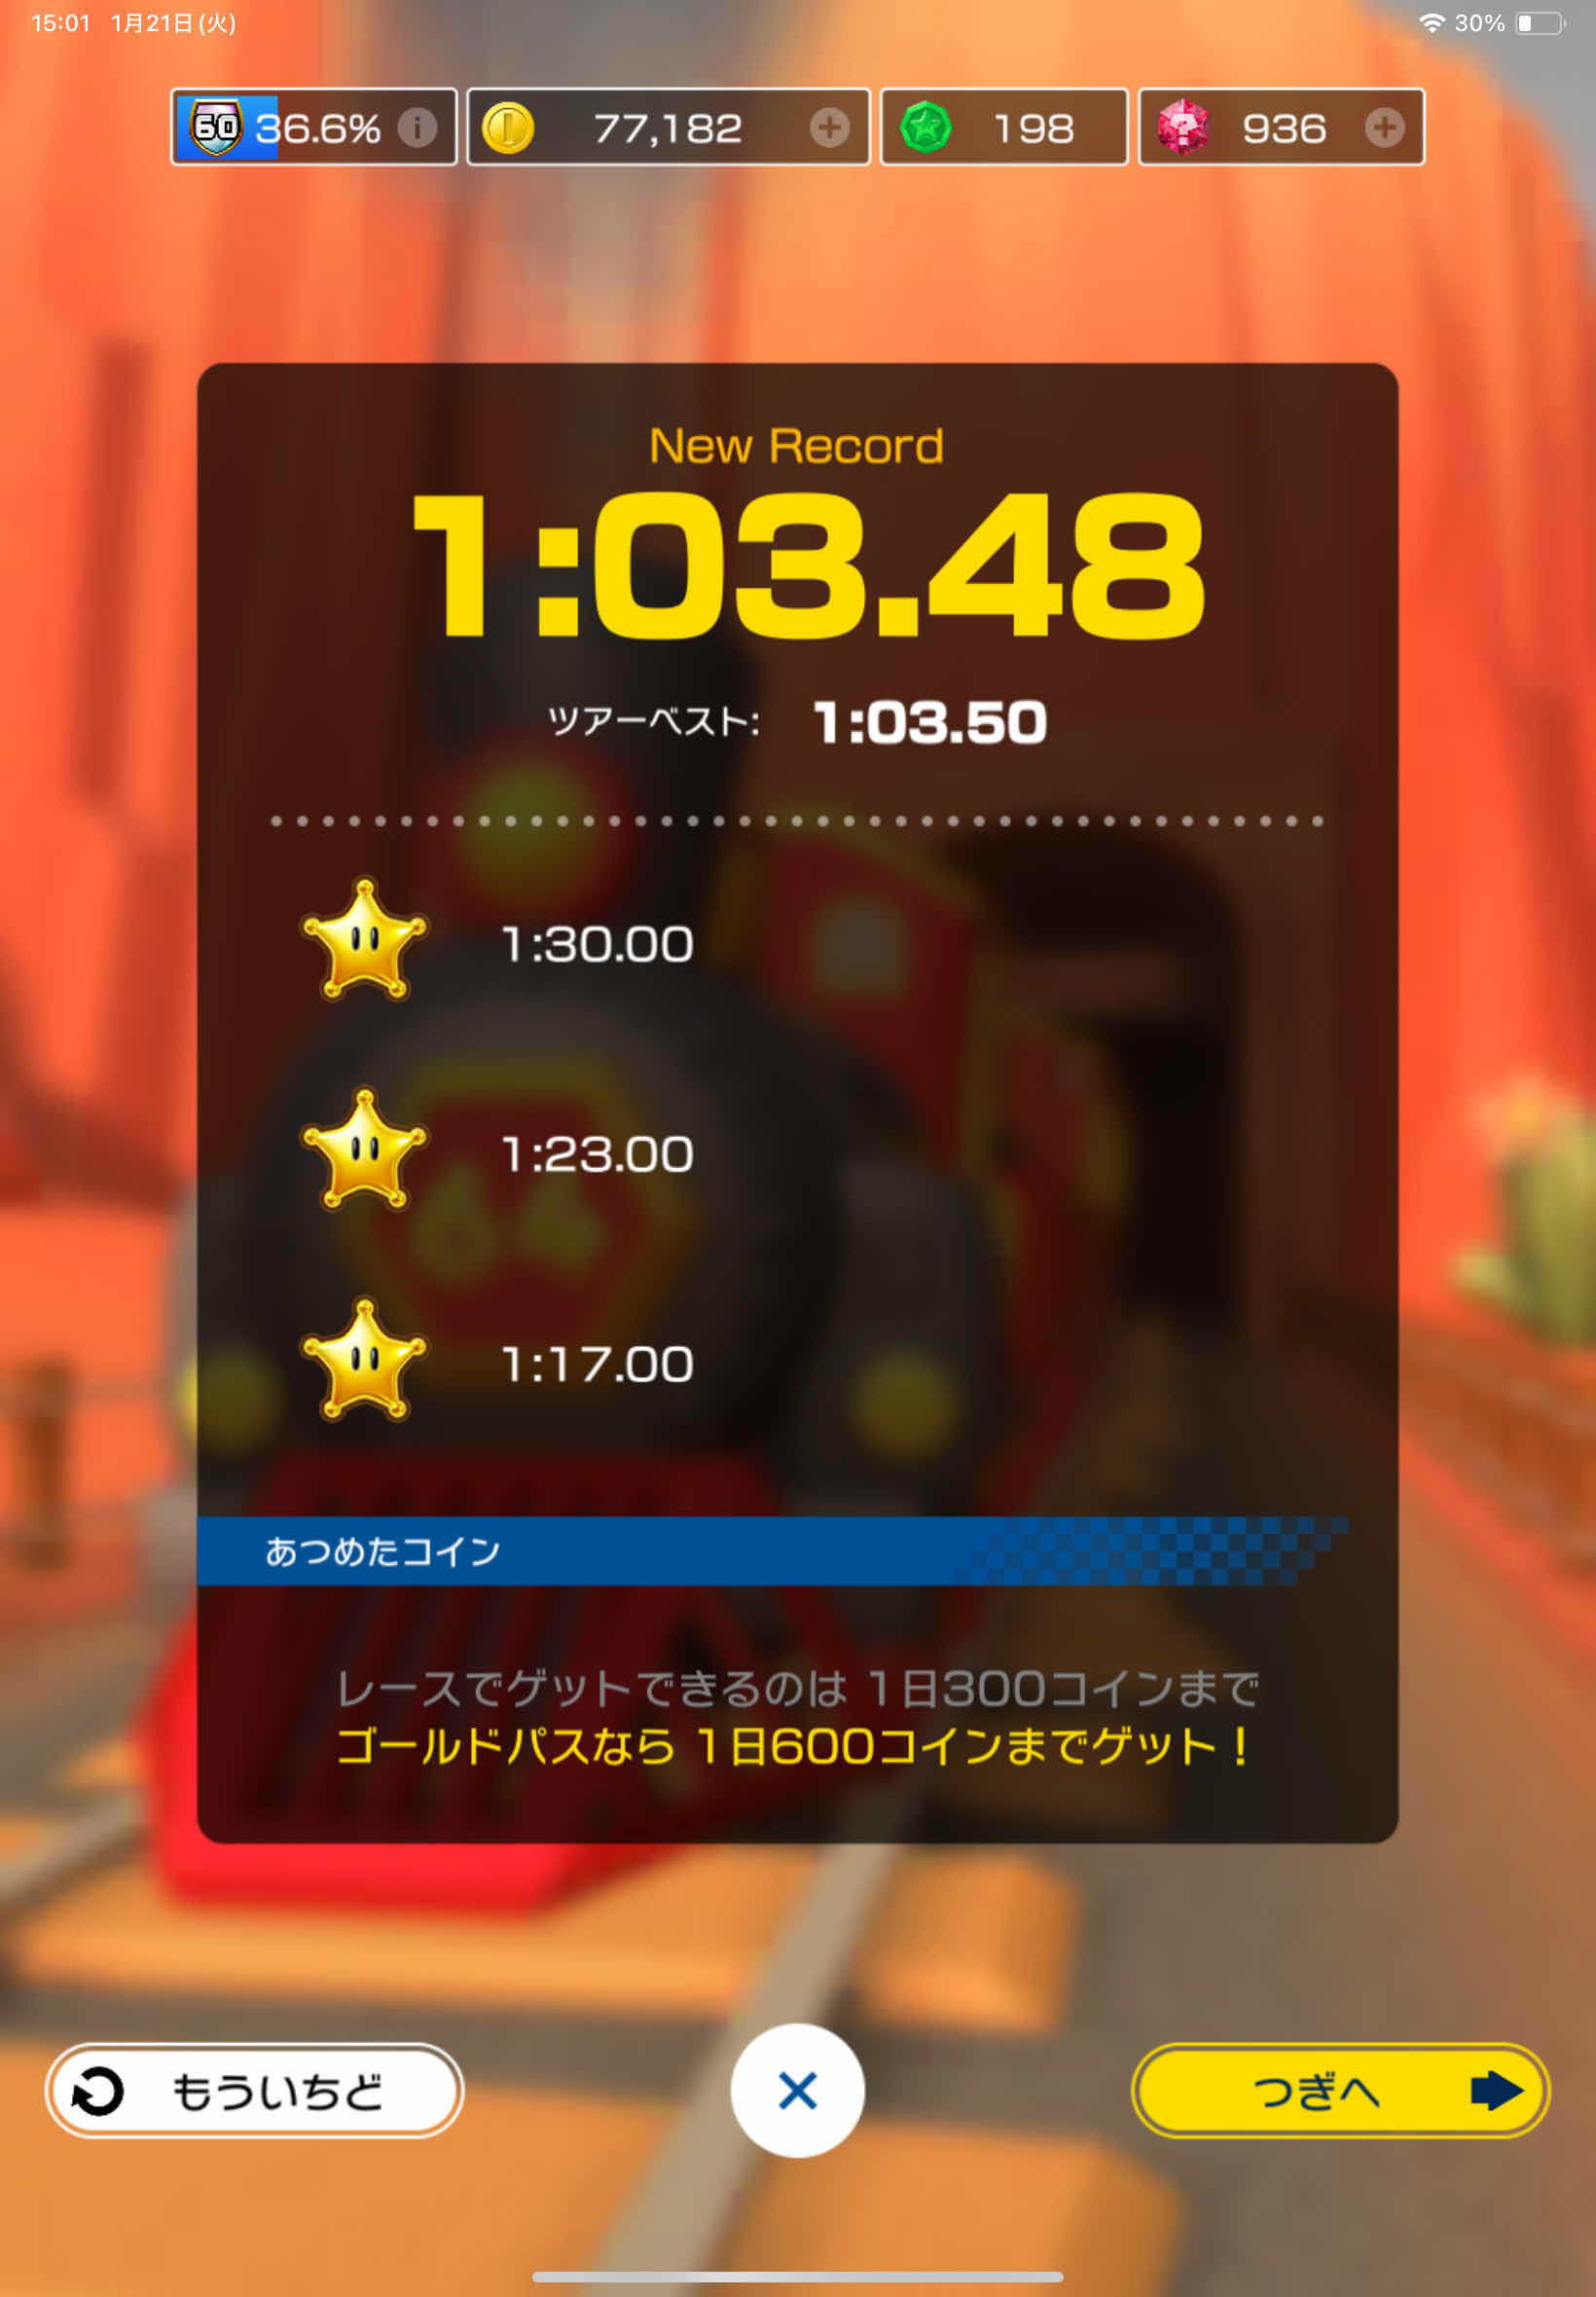 15:01 1月21日(火) 30%
60 36.6% 77,182 198 936
New Record
1:03.48
ツアーベスト: 1:03.50
1:30.00
1:23.00
1:17.00
あつめたコイン
レースでゲットできるのは 1日300コインまで
ゴールドパスなら 1日600コインまでゲット!
もういちど つぎへ